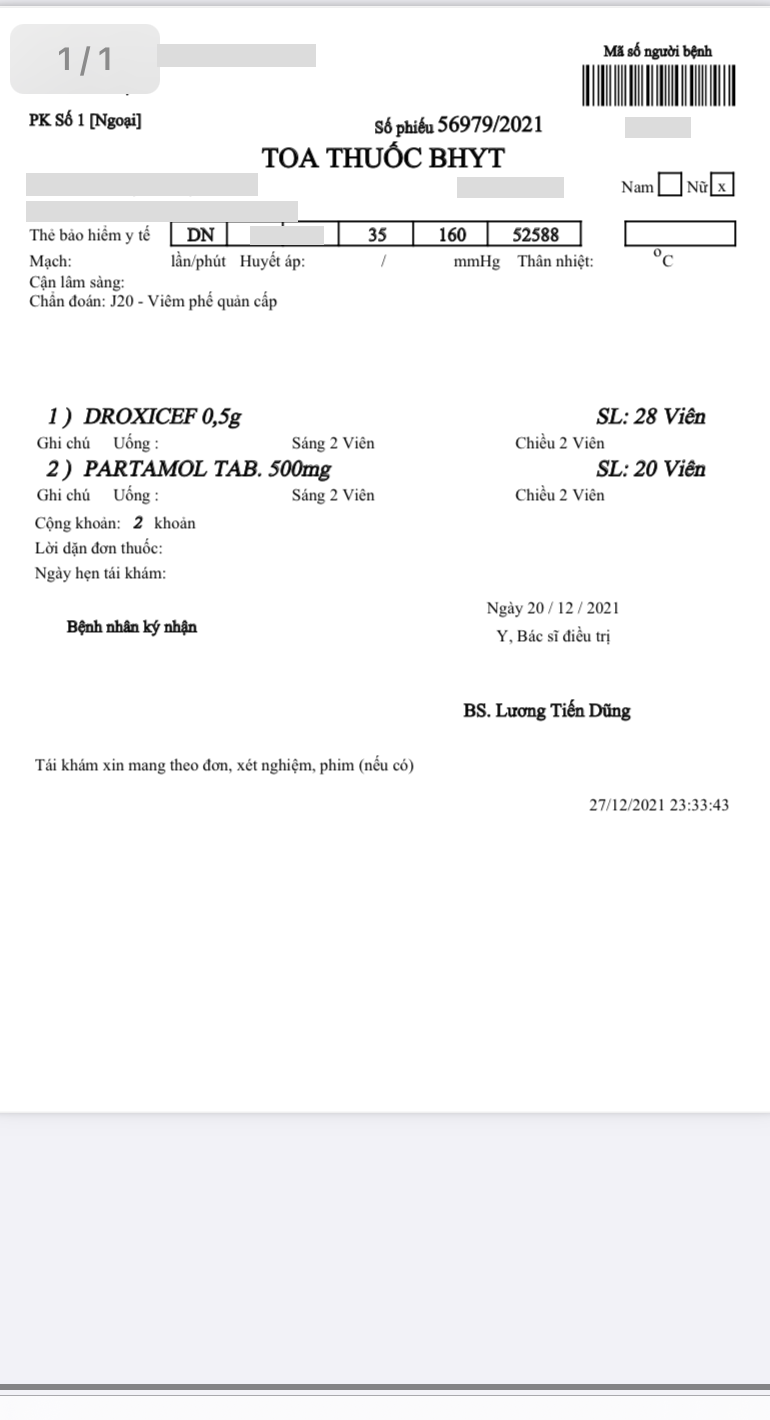 1/1
Mã số người bệnh
PK Số 1 [Ngoại]
Số phiếu 56979/2021
TOA THUỐC BHYT
Nam Nữ x
Thẻ bảo hiểm y tế DN 35 160 52588
Mạch: lần/phút Huyết áp: / mmHg Thân nhiệt: °C
Cận lâm sàng:
Chẩn đoán: J20 - Viêm phế quản cấp
1 ) DROXICEF 0,5g SL: 28 Viên
Ghi chú Uống : Sáng 2 Viên Chiều 2 Viên
2 ) PARTAMOL TAB. 500mg SL: 20 Viên
Ghi chú Uống : Sáng 2 Viên Chiều 2 Viên
Cộng khoản: 2 khoản
Lời dặn đơn thuốc:
Ngày hẹn tái khám:
Ngày 20 / 12 / 2021
Bệnh nhân ký nhận
Y, Bác sĩ điều trị
BS. Lương Tiến Dũng
Tái khám xin mang theo đơn, xét nghiệm, phim (nếu có)
27/12/2021 23:33:43